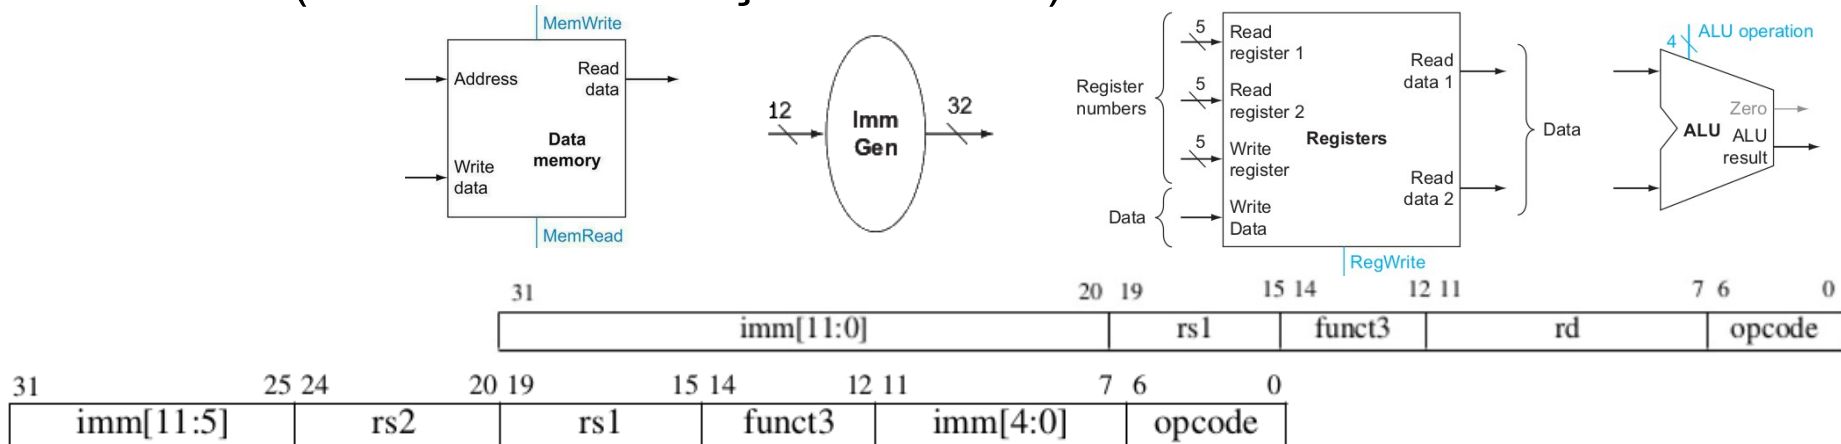 MemWrite
Address
Read
data
Data
memory
Write
data
MemRead
12
Imm
Gen
32
Register
numbers
Data
5
Read
register 1
5
Read
register 2
5
Write
register
Write
Data
Registers
Read
data 1
Read
data 2
RegWrite
Data
4
ALU operation
Zero
ALU
ALU
result
31 20 19 15 14 12 11 7 6 0
imm[11:0] rs1 funct3 rd opcode
31 25 24 20 19 15 14 12 11 7 6 0
imm[11:5] rs2 rs1 funct3 imm[4:0] opcode